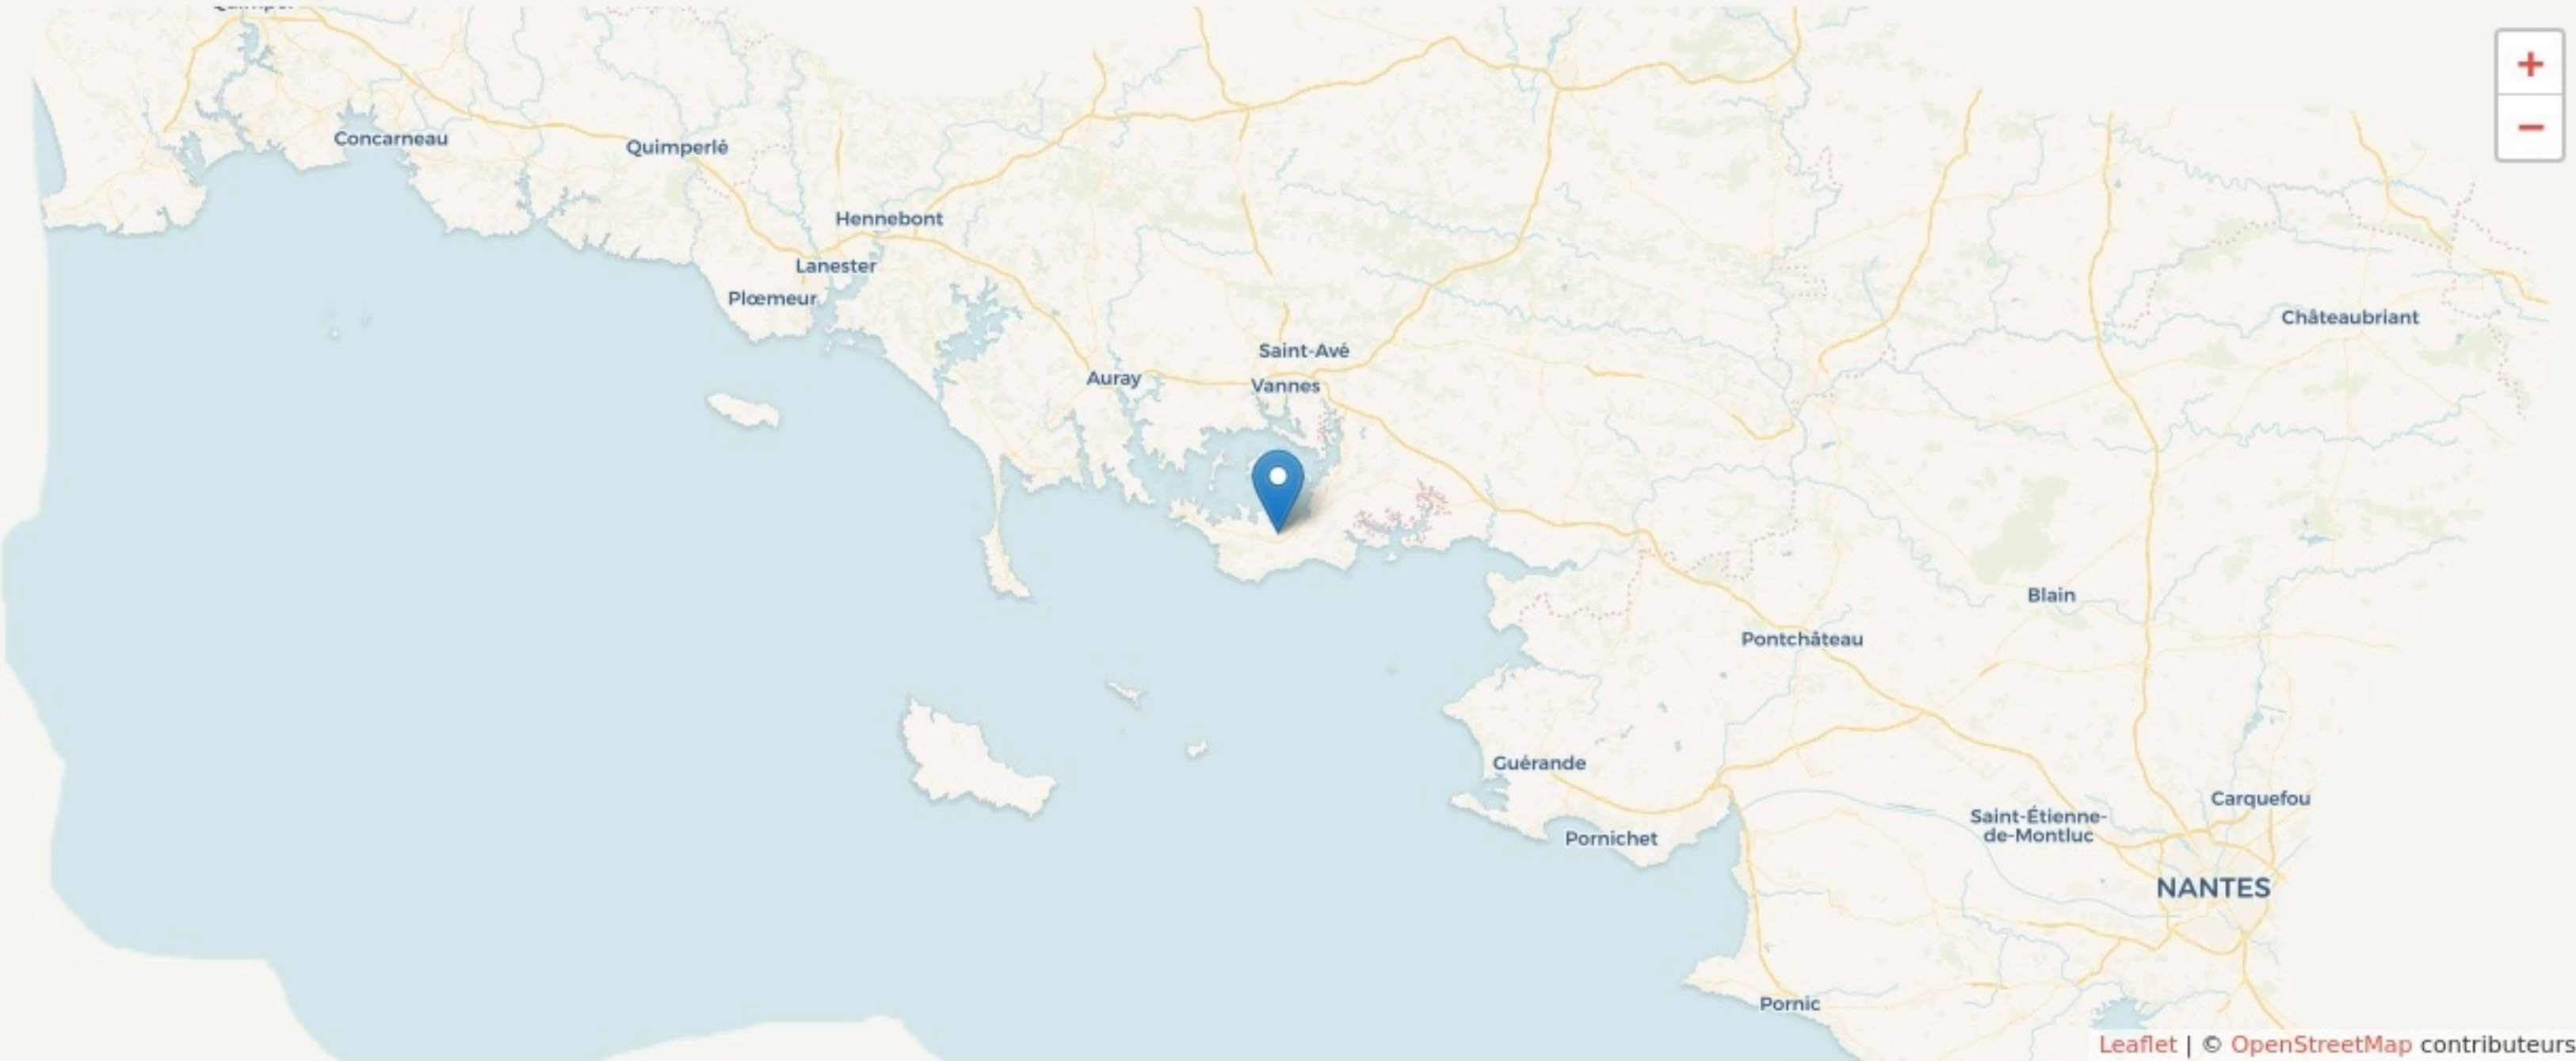 +
−
Concarneau
Quimperlé
Hennebont
Lanester
Plœmeur
Châteaubriant
Saint-Avé
Auray
Vannes
Blain
Pontchâteau
Guérande
Carquefou
Saint-Étienne-
de-Montluc
Pornichet
NANTES
Pornic
Leaflet | © OpenStreetMap contributeurs